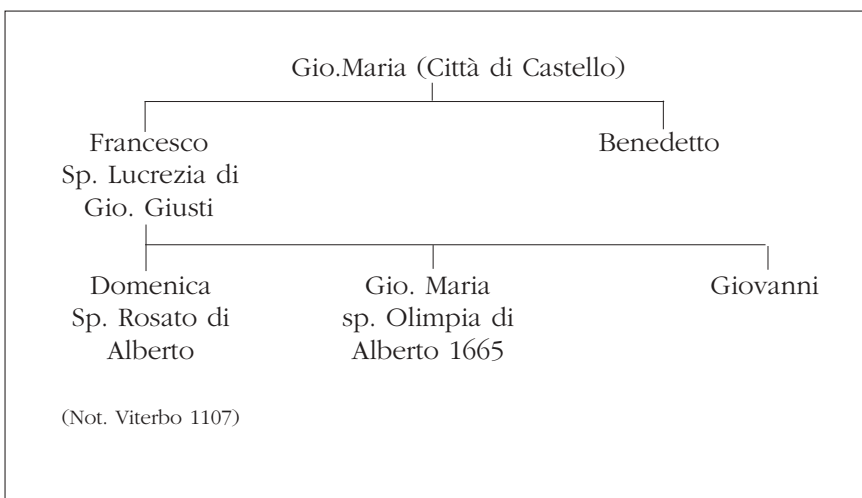 Gio.Maria (Città di Castello)
Francesco
Sp. Lucrezia di
Gio. Giusti
Benedetto
Domenica
Sp. Rosato di
Alberto
Gio. Maria
sp. Olimpia di
Alberto 1665
Giovanni
(Not. Viterbo 1107)